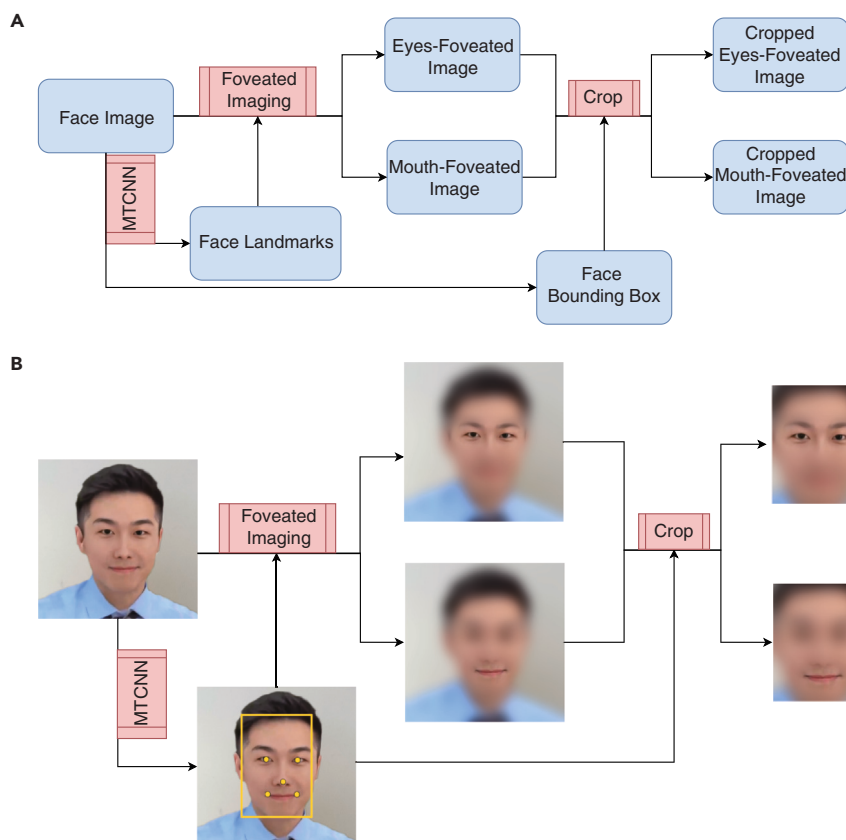 A
Face Image
Foveated
Imaging
MTCNN
Face Landmarks
Eyes-Foveated
Image
Mouth-Foveated
Image
Crop
Face
Bounding Box
Cropped
Eyes-Foveated
Image
Cropped
Mouth-Foveated
Image
B
Foveated
Imaging
MTCNN
Crop